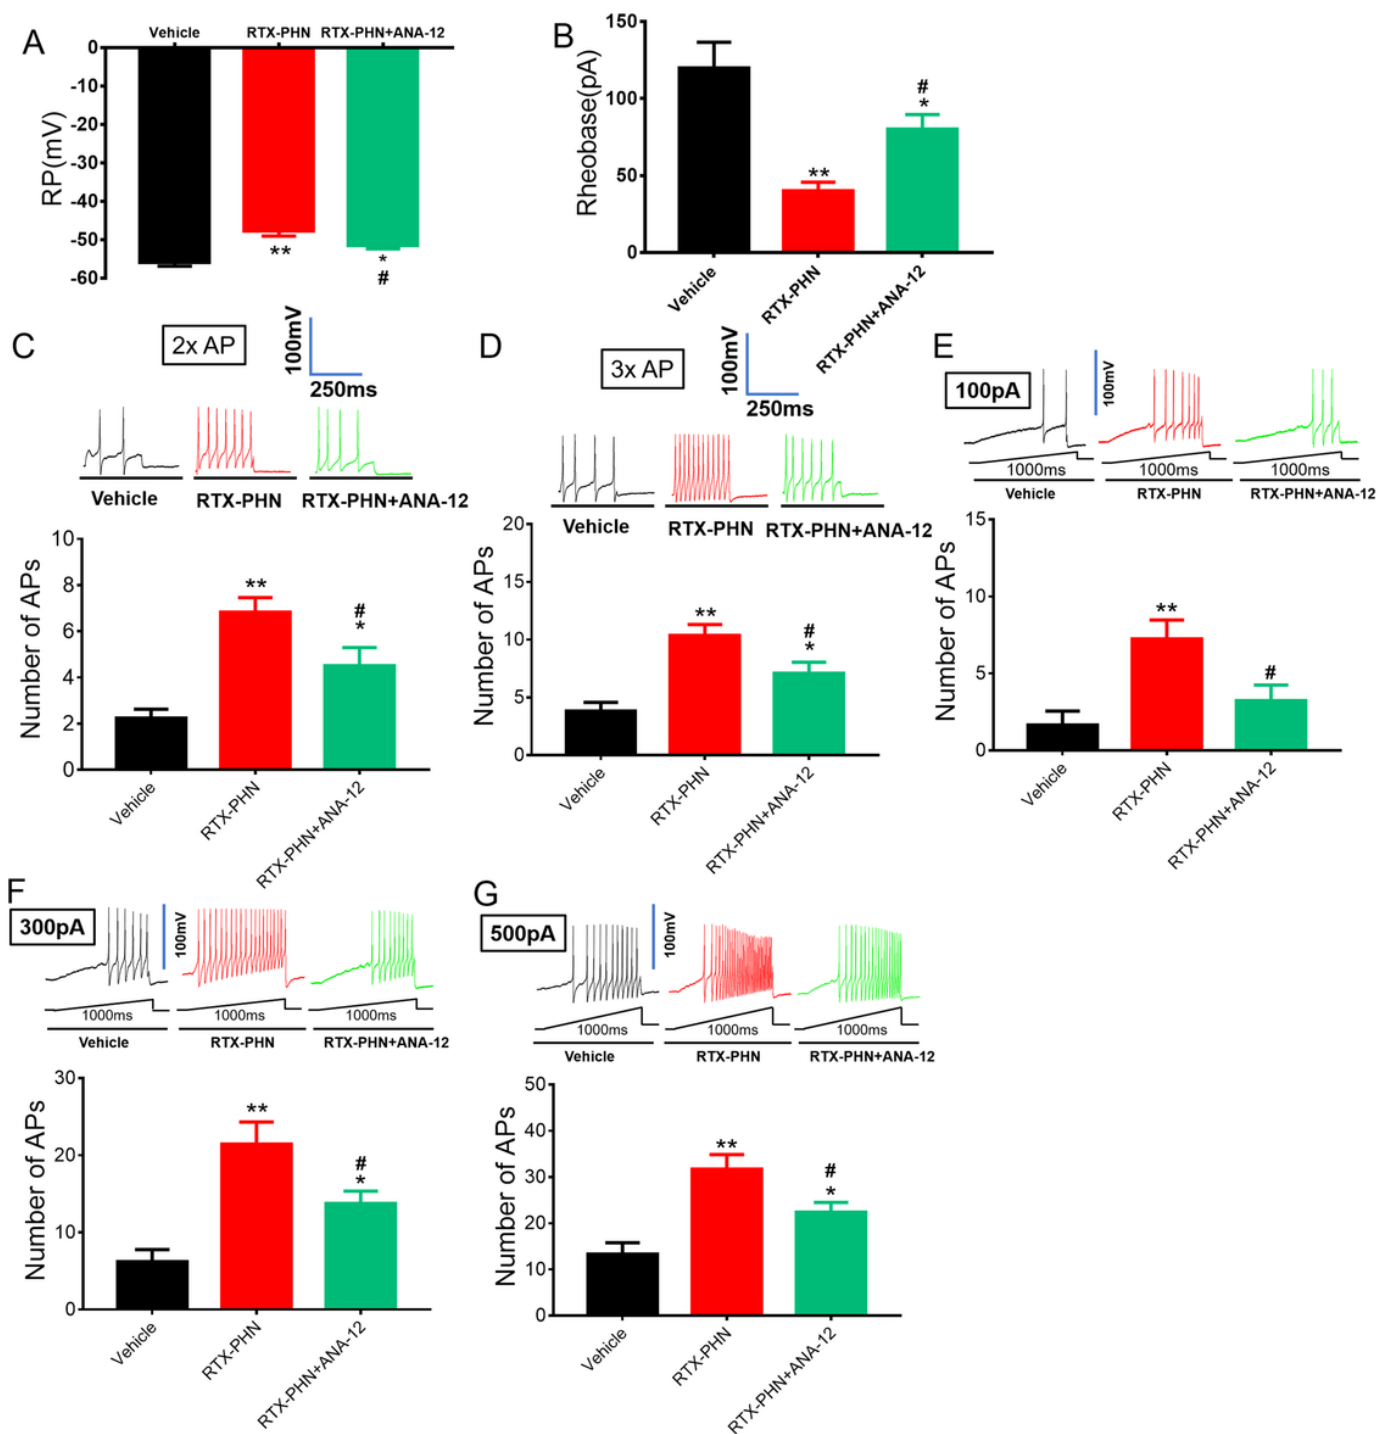 A
Vehicle RTX-PHN RTX-PHN+ANA-12
RP(mV)
0
-10
-20
-30
-40
-50
-60
**
*
#
B
Rheobase(pA)
150
100
50
0
**
#
*
Vehicle
RTX-PHN
RTX-PHN+ANA-12
C
2x AP
100mV
250ms
Vehicle RTX-PHN RTX-PHN+ANA-12
Number of APs
10
8
6
4
2
0
**
#
*
Vehicle
RTX-PHN
RTX-PHN+ANA-12
D
3x AP
100mV
250ms
Vehicle RTX-PHN RTX-PHN+ANA-12
Number of APs
20
15
10
5
0
**
#
*
Vehicle
RTX-PHN
RTX-PHN+ANA-12
E
100pA
100mV
1000ms 1000ms 1000ms
Vehicle RTX-PHN RTX-PHN+ANA-12
Number of APs
15
10
5
0
**
#
Vehicle
RTX-PHN
RTX-PHN+ANA-12
F
300pA
100mV
1000ms 1000ms 1000ms
Vehicle RTX-PHN RTX-PHN+ANA-12
Number of APs
30
20
10
0
**
#
*
Vehicle
RTX-PHN
RTX-PHN+ANA-12
G
500pA
100mV
1000ms 1000ms 1000ms
Vehicle RTX-PHN RTX-PHN+ANA-12
Number of APs
50
40
30
20
10
0
**
#
*
Vehicle
RTX-PHN
RTX-PHN+ANA-12